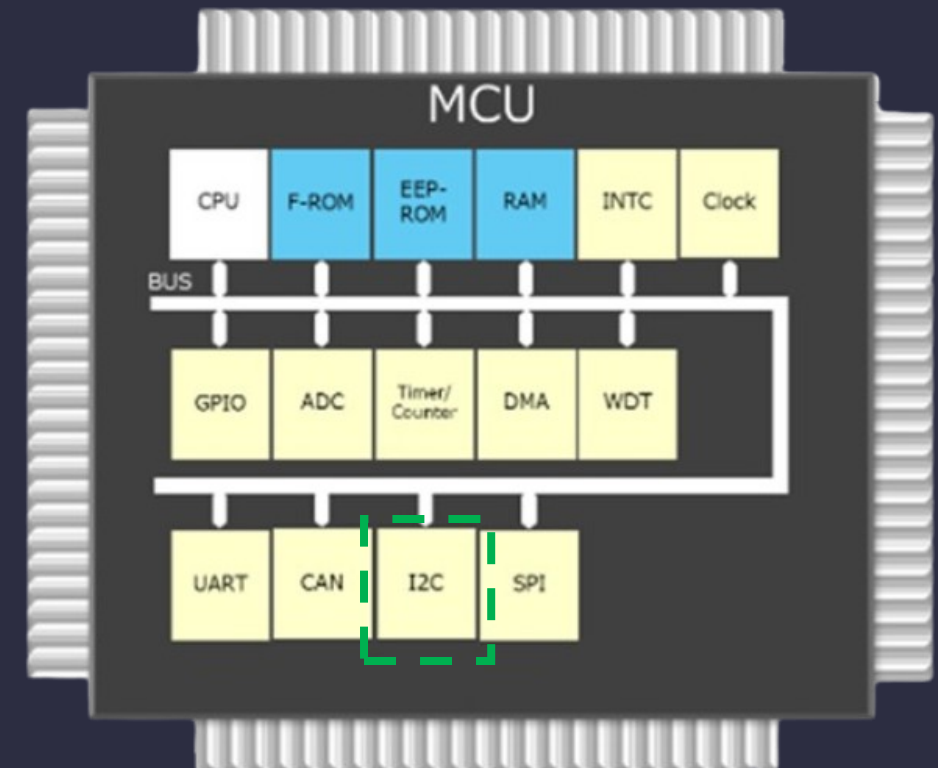 MCU
CPU
F-ROM
EEP-
ROM
RAM
INTC
Clock
BUS
GPIO
ADC
Timer/
Counter
DMA
WDT
UART
CAN
I2C
SPI